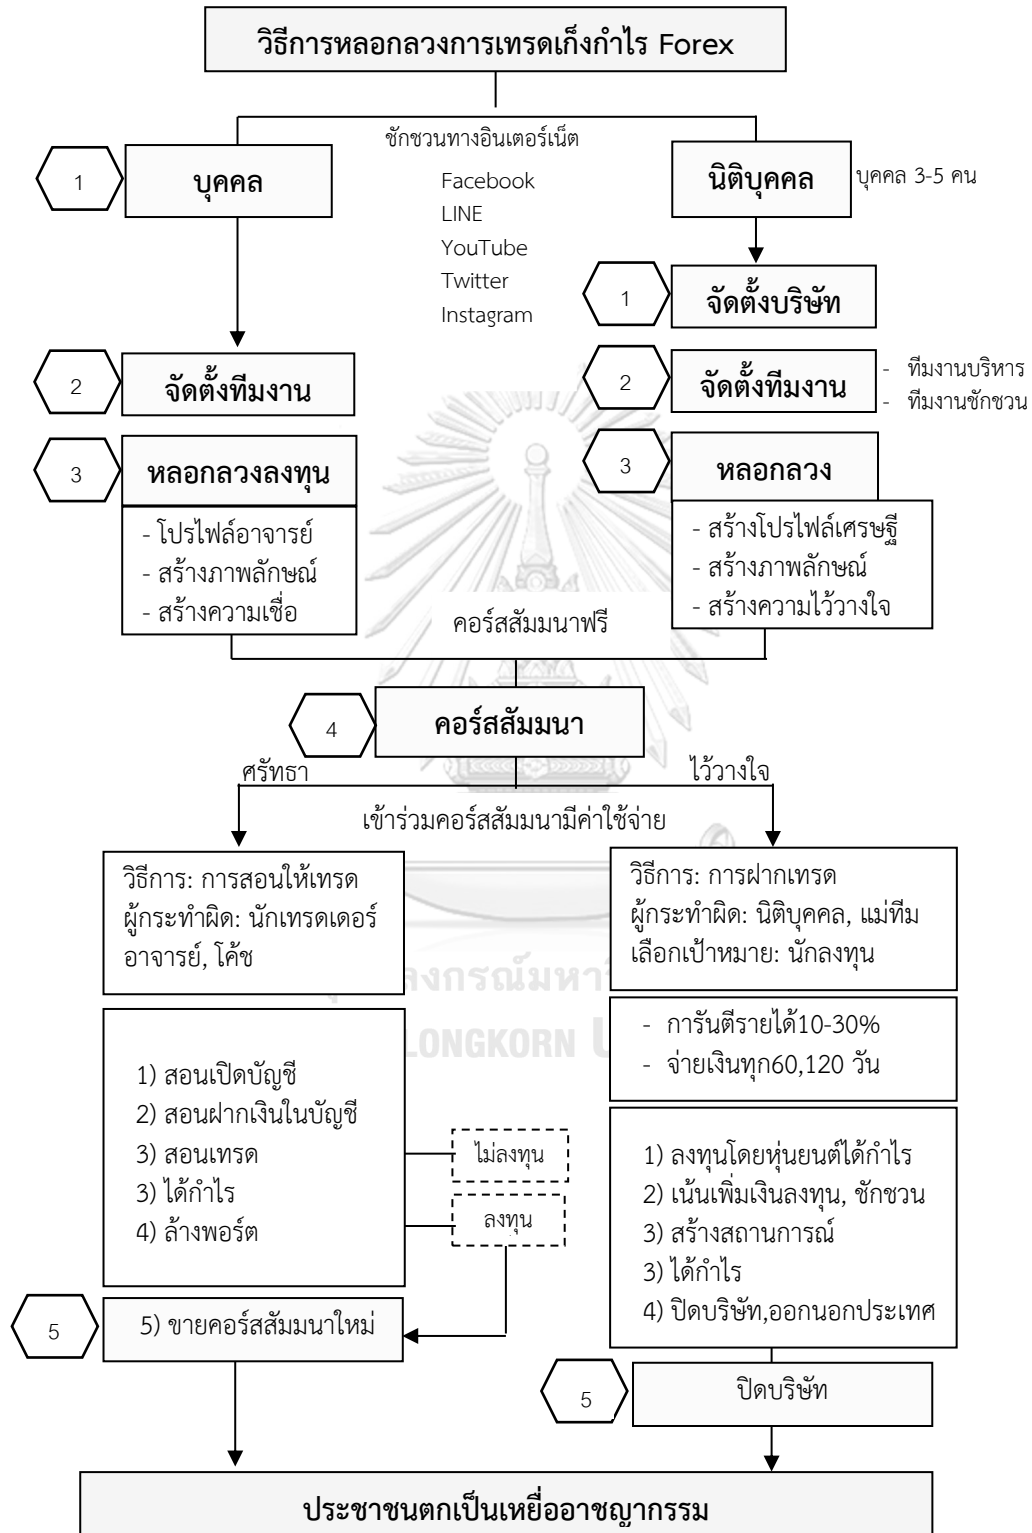 วิธีการหลอกลวงการเทรดเก็งกำไร Forex
ชักชวนทางอินเตอร์เน็ต
1
บุคคล
นิติบุคคล
บุคคล 3-5 คน
Facebook
LINE
YouTube
Twitter
Instagram
1
จัดตั้งบริษัท
2
จัดตั้งทีมงาน
2
จัดตั้งทีมงาน
- ทีมงานบริหาร
- ทีมงานชักชวน
3
หลอกลวงลงทุน
- โปรไฟล์อาจารย์
- สร้างภาพลักษณ์
- สร้างความเชื่อ
3
หลอกลวง
- สร้างโปรไฟล์เศรษฐี
- สร้างภาพลักษณ์
- สร้างความไว้วางใจ
คอร์สสัมมนาฟรี
4
คอร์สสัมมนา
ศรัทธา
ไว้วางใจ
เข้าร่วมคอร์สสัมมนามีค่าใช้จ่าย
วิธีการ: การสอนให้เทรด
ผู้กระทำผิด: นักเทรดเดอร์
อาจารย์, โค้ช
วิธีการ: การฝากเทรด
ผู้กระทำผิด: นิติบุคคล, แม่ทีม
เลือกเป้าหมาย: นักลงทุน
ลงกรณ์มหา
LONGKORN U
- การันตีรายได้10-30%
- จ่ายเงินทุก60,120 วัน
1) สอนเปิดบัญชี
2) สอนฝากเงินในบัญชี
3) สอนเทรด
3) ได้กำไร
4) ล้างพอร์ต
ไม่ลงทุน
ลงทุน
1) ลงทุนโดยหุ่นยนต์ได้กำไร
2) เน้นเพิ่มเงินลงทุน, ชักชวน
3) สร้างสถานการณ์
3) ได้กำไร
4) ปิดบริษัท,ออกนอกประเทศ
5
5) ขายคอร์สสัมมนาใหม่
5
ปิดบริษัท
ประชาชนตกเป็นเหยื่ออาชญากรรม